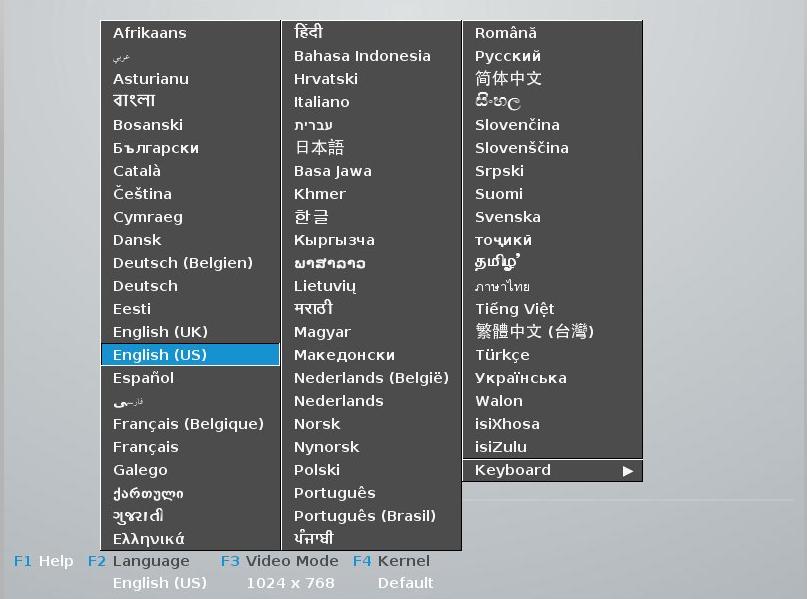 Afrikaans
عربي
Asturianu
বাংলা
Bosanski
Български
Català
Čeština
Cymraeg
Dansk
Deutsch (Belgien)
Deutsch
Eesti
English (UK)
English (US)
Español
فارسی
Français (Belgique)
Français
Galego
ქართული
ગુજરાતી
Ελληνικά
हिंदी
Bahasa Indonesia
Hrvatski
Italiano
עברית
日本語
Basa Jawa
Khmer
한글
Кыргызча
ພາສາລາວ
Lietuvių
मराठी
Magyar
Македонски
Nederlands (België)
Nederlands
Norsk
Nynorsk
Polski
Português
Português (Brasil)
ਪੰਜਾਬੀ
Română
Русский
简体中文
සිංහල
Slovenčina
Slovenščina
Srpski
Suomi
Svenska
тоҷикӣ
தமிழ்
ภาษาไทย
Tiếng Việt
繁體中文 (台灣)
Türkçe
Українська
Walon
isiXhosa
isiZulu
Keyboard ▶
F1 Help F2 Language F3 Video Mode F4 Kernel
English (US) 1024 x 768 Default